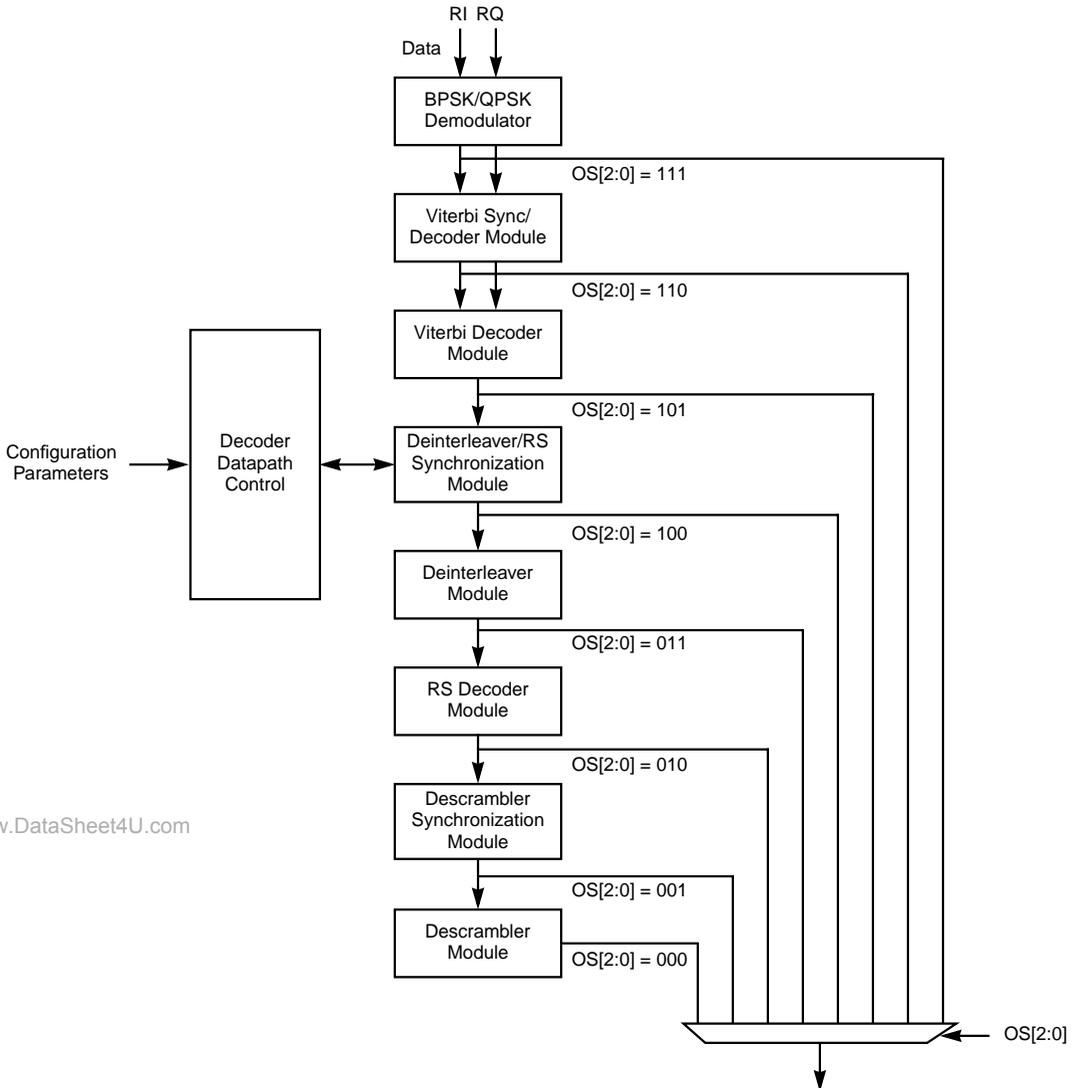 RI RQ
Data
BPSK/QPSK
Demodulator
OS[2:0] = 111
Viterbi Sync/
Decoder Module
OS[2:0] = 110
Viterbi Decoder
Module
OS[2:0] = 101
Configuration
Parameters
Decoder
Datapath
Control
Deinterleaver/RS
Synchronization
Module
OS[2:0] = 100
Deinterleaver
Module
OS[2:0] = 011
RS Decoder
Module
OS[2:0] = 010
w.DataSheet4U.com
Descrambler
Synchronization
Module
OS[2:0] = 001
Descrambler
Module
OS[2:0] = 000
OS[2:0]